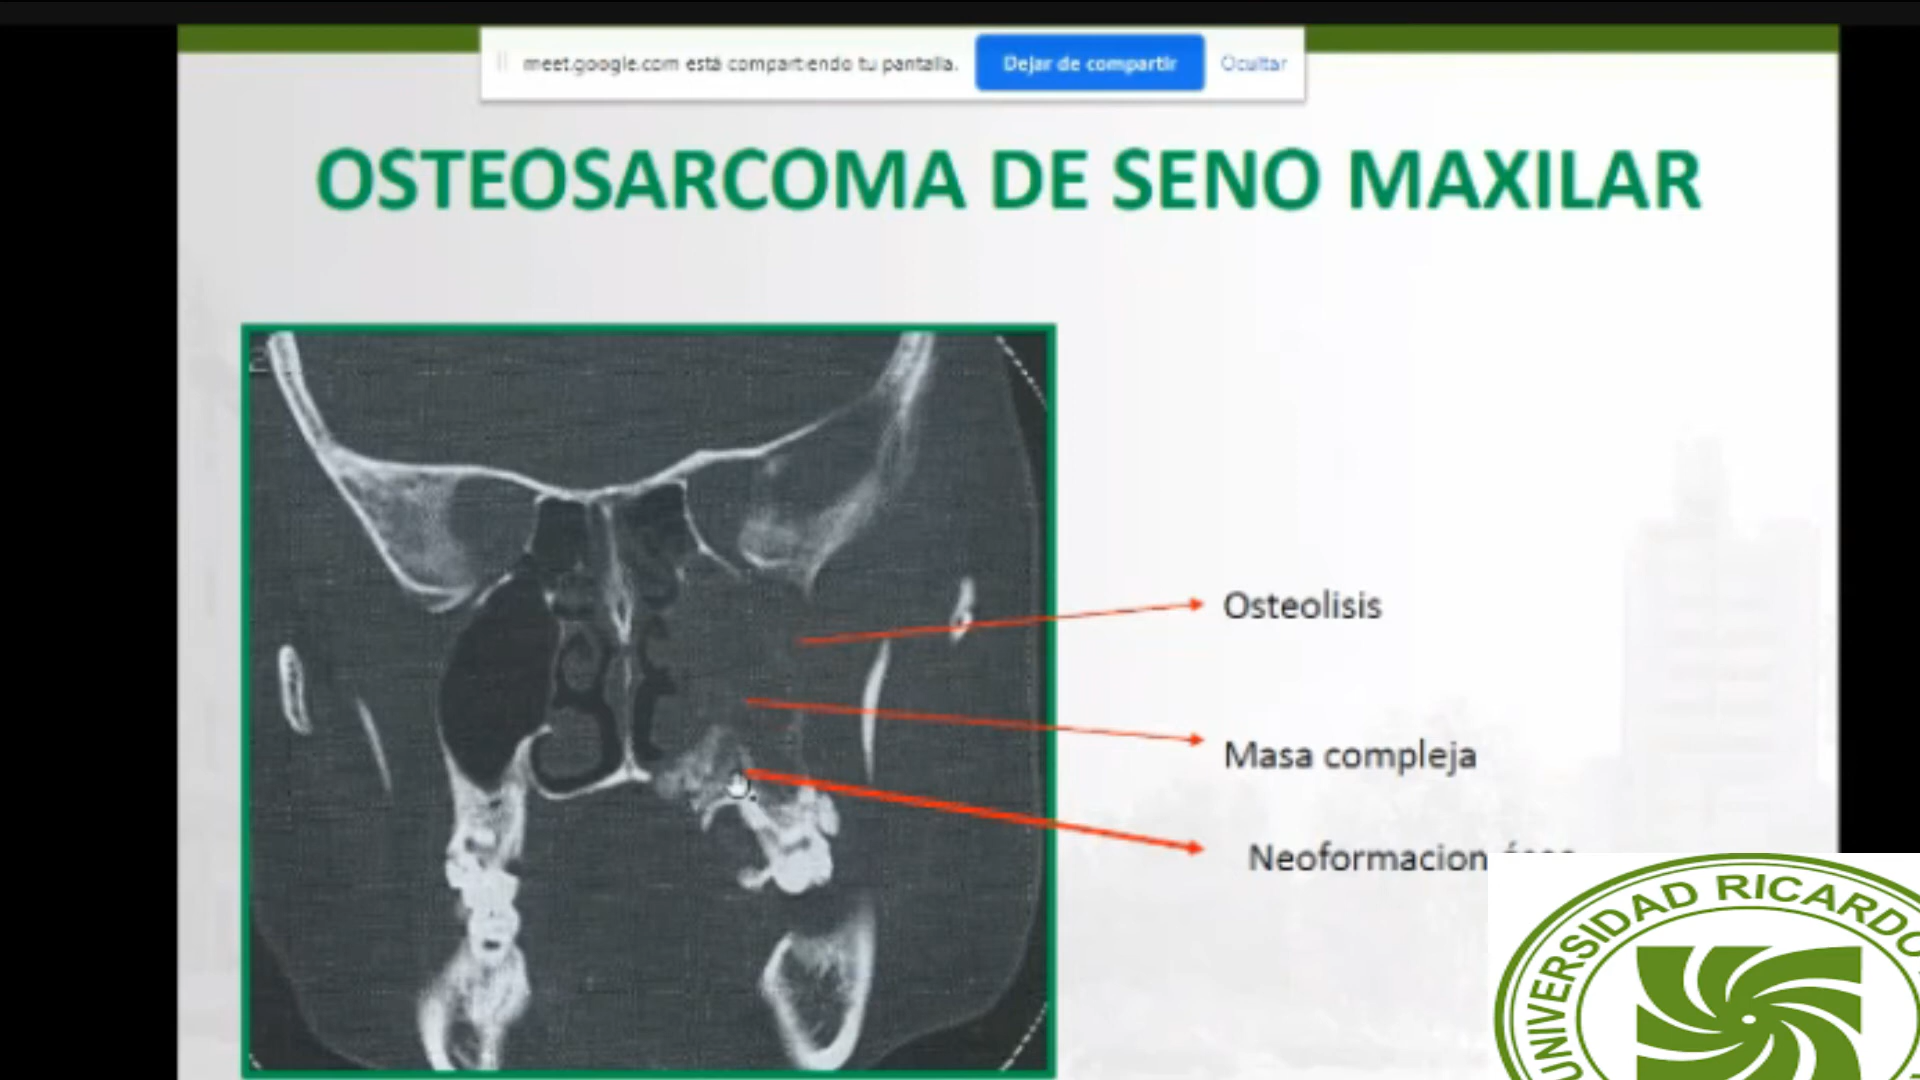 meet.google.com está compartiendo tu pantalla.
Dejar de compartir
Ocultar
OSTEOSARCOMA DE SENO MAXILAR
2
Osteolisis
Masa compleja
Neoformacion
UNIVERSIDAD RICARDO